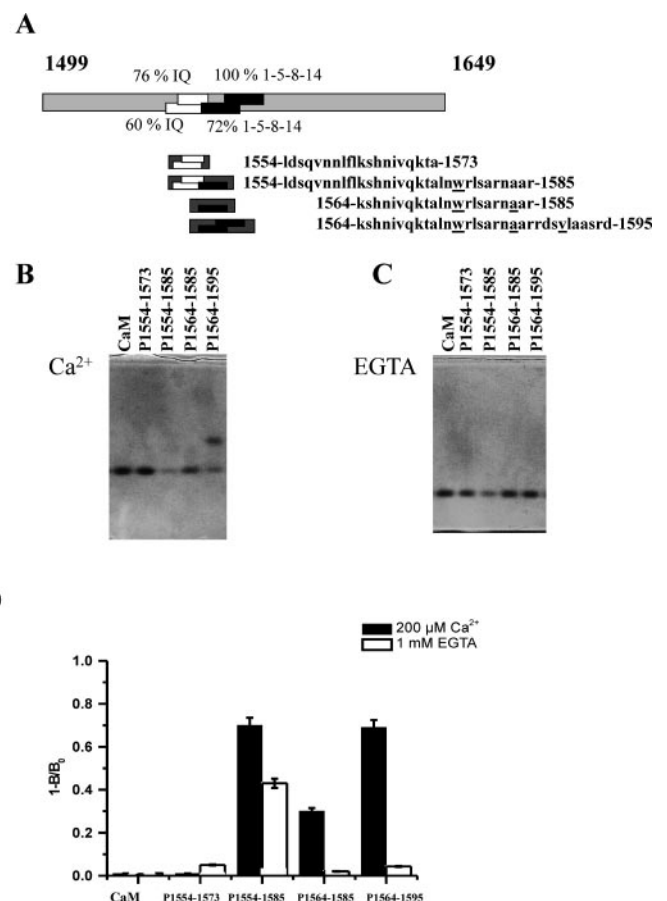 A
1499 1649
76 % IQ 100 % 1-5-8-14
60 % IQ 72% 1-5-8-14
1554-ldsqvnnlflkshnivqkta-1573
1554-ldsqvnnlflkshnivqktalnwrlsarnaar-1585
1564-kshnivqktalnwrlsarnaar-1585
1564-kshnivqktalnwrlsarnaarrdsvlaasrd-1595
B
CaM
P1554-1573
P1554-1585
P1564-1585
P1564-1595
Ca²⁺
C
CaM
P1554-1573
P1554-1585
P1564-1585
P1564-1595
EGTA
200 µM Ca²⁺
1 mM EGTA
1-B/B₀
1.0
0.8
0.6
0.4
0.2
0.0
CaM P1554-1573 P1554-1585 P1564-1585 P1564-1595